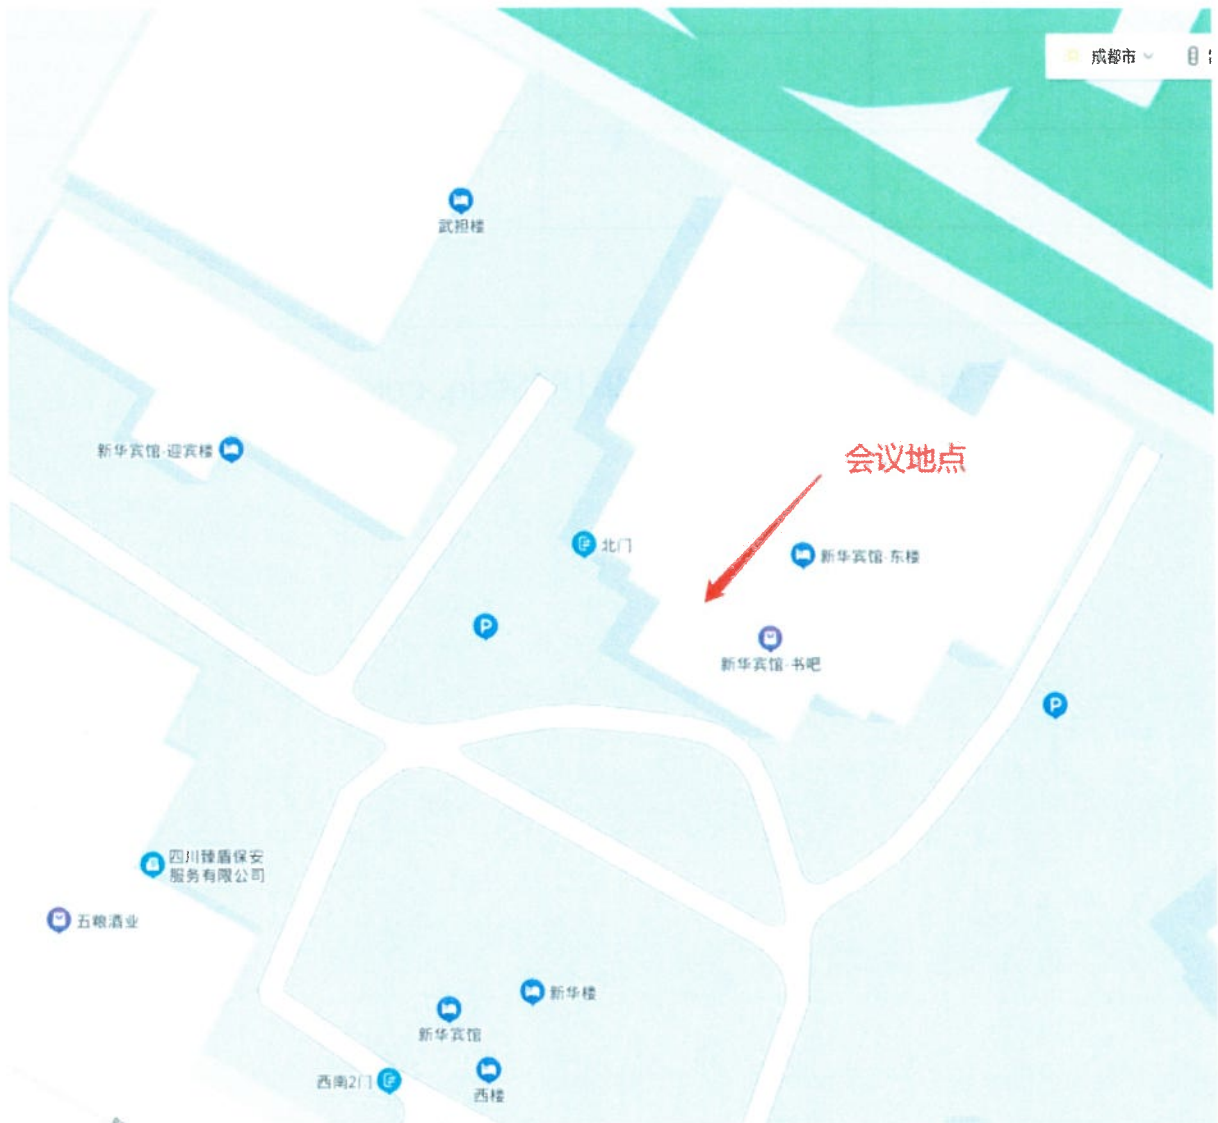 成都市
武担楼
会议地点
新华宾馆·迎宾楼
北门
新华宾馆·东楼
P
新华宾馆·书吧
P
四川臻盾保安
服务有限公司
五粮酒业
新华楼
新华宾馆
西南2门
西楼